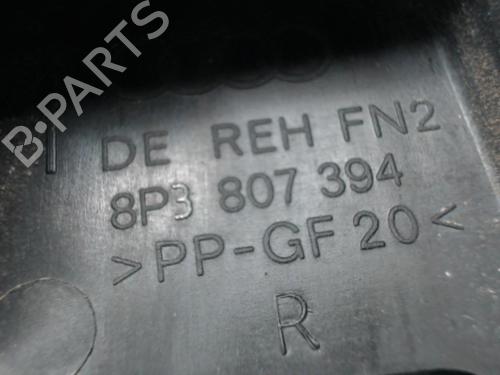 DE REH FN2
8P3 807 394
>PP-GF 20<
R
B-PARTS